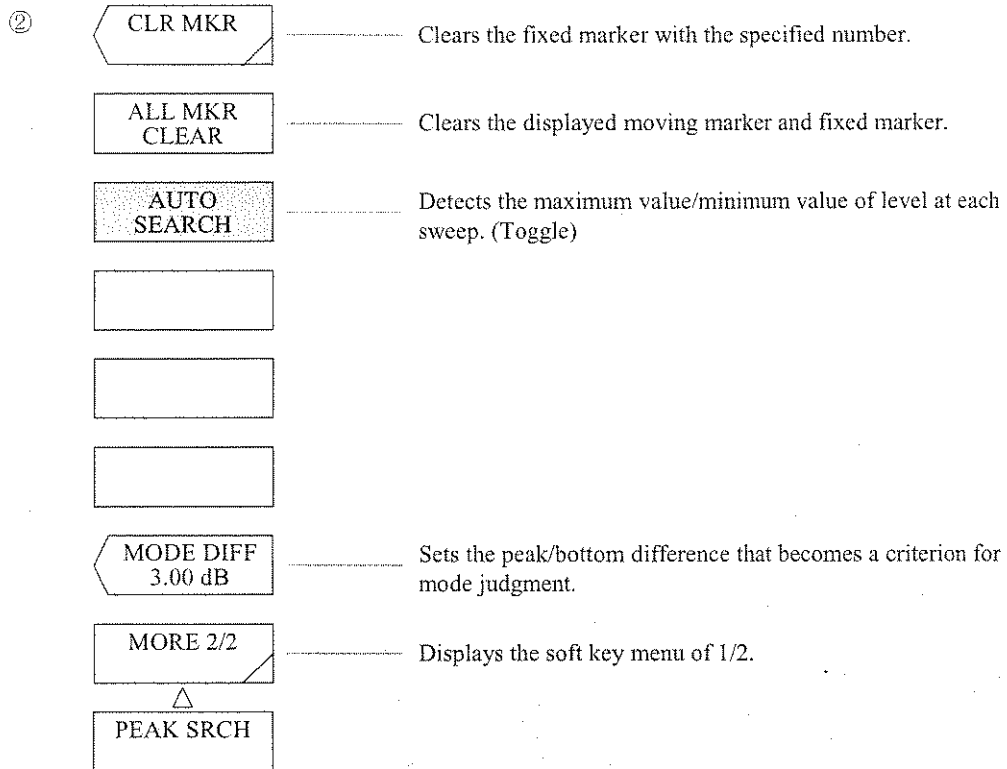 ②
CLR MKR
Clears the fixed marker with the specified number.
ALL MKR
CLEAR
Clears the displayed moving marker and fixed marker.
AUTO
SEARCH
Detects the maximum value/minimum value of level at each
sweep. (Toggle)
MODE DIFF
3.00 dB
Sets the peak/bottom difference that becomes a criterion for
mode judgment.
MORE 2/2
Displays the soft key menu of 1/2.
PEAK SRCH